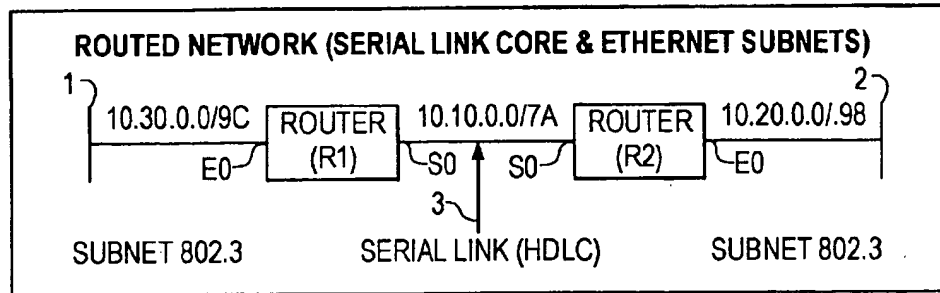 ROUTED NETWORK (SERIAL LINK CORE & ETHERNET SUBNETS)
1
2
10.30.0.0/9C
ROUTER
(R1)
10.10.0.0/7A
ROUTER
(R2)
10.20.0.0/.98
E0
S0
S0
E0
3
SUBNET 802.3
SERIAL LINK (HDLC)
SUBNET 802.3